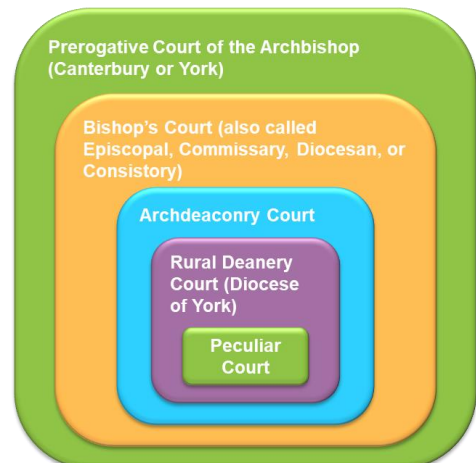 Prerogative Court of the Archbishop
(Canterbury or York)
Bishop's Court (also called
Episcopal, Commissary, Diocesan, or
Consistory)
Archdeaconry Court
Rural Deanery
Court (Diocese
of York)
Peculiar
Court